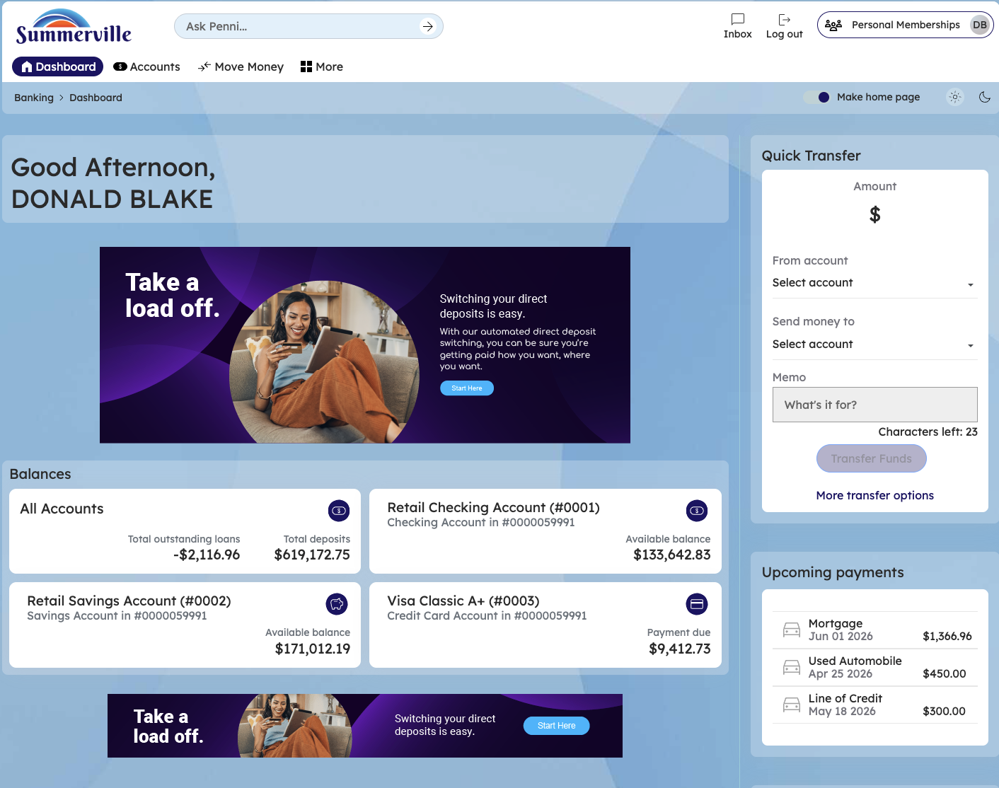 Summerville
Ask Penni...
Inbox
Log out
Personal Memberships
DB
Dashboard
Accounts
Move Money
More
Banking > Dashboard
Make home page
Good Afternoon,
DONALD BLAKE
Take a
load off.
Switching your direct
deposits is easy.
With our automated direct deposit
switching, you can be sure you're
getting paid how you want, where
you want.
Start Here
Balances
All Accounts
Total outstanding loans
-$2,116.96
Total deposits
$619,172.75
Retail Checking Account (#0001)
Checking Account in #0000059991
Available balance
$133,642.83
Retail Savings Account (#0002)
Savings Account in #0000059991
Available balance
$171,012.19
Visa Classic A+ (#0003)
Credit Card Account in #0000059991
Payment due
$9,412.73
Take a
load off.
Switching your direct
deposits is easy.
Start Here
Quick Transfer
Amount
$
From account
Select account
Send money to
Select account
Memo
What's it for?
Characters left: 23
Transfer Funds
More transfer options
Upcoming payments
Mortgage
Jun 01 2026
$1,366.96
Used Automobile
Apr 25 2026
$450.00
Line of Credit
May 18 2026
$300.00